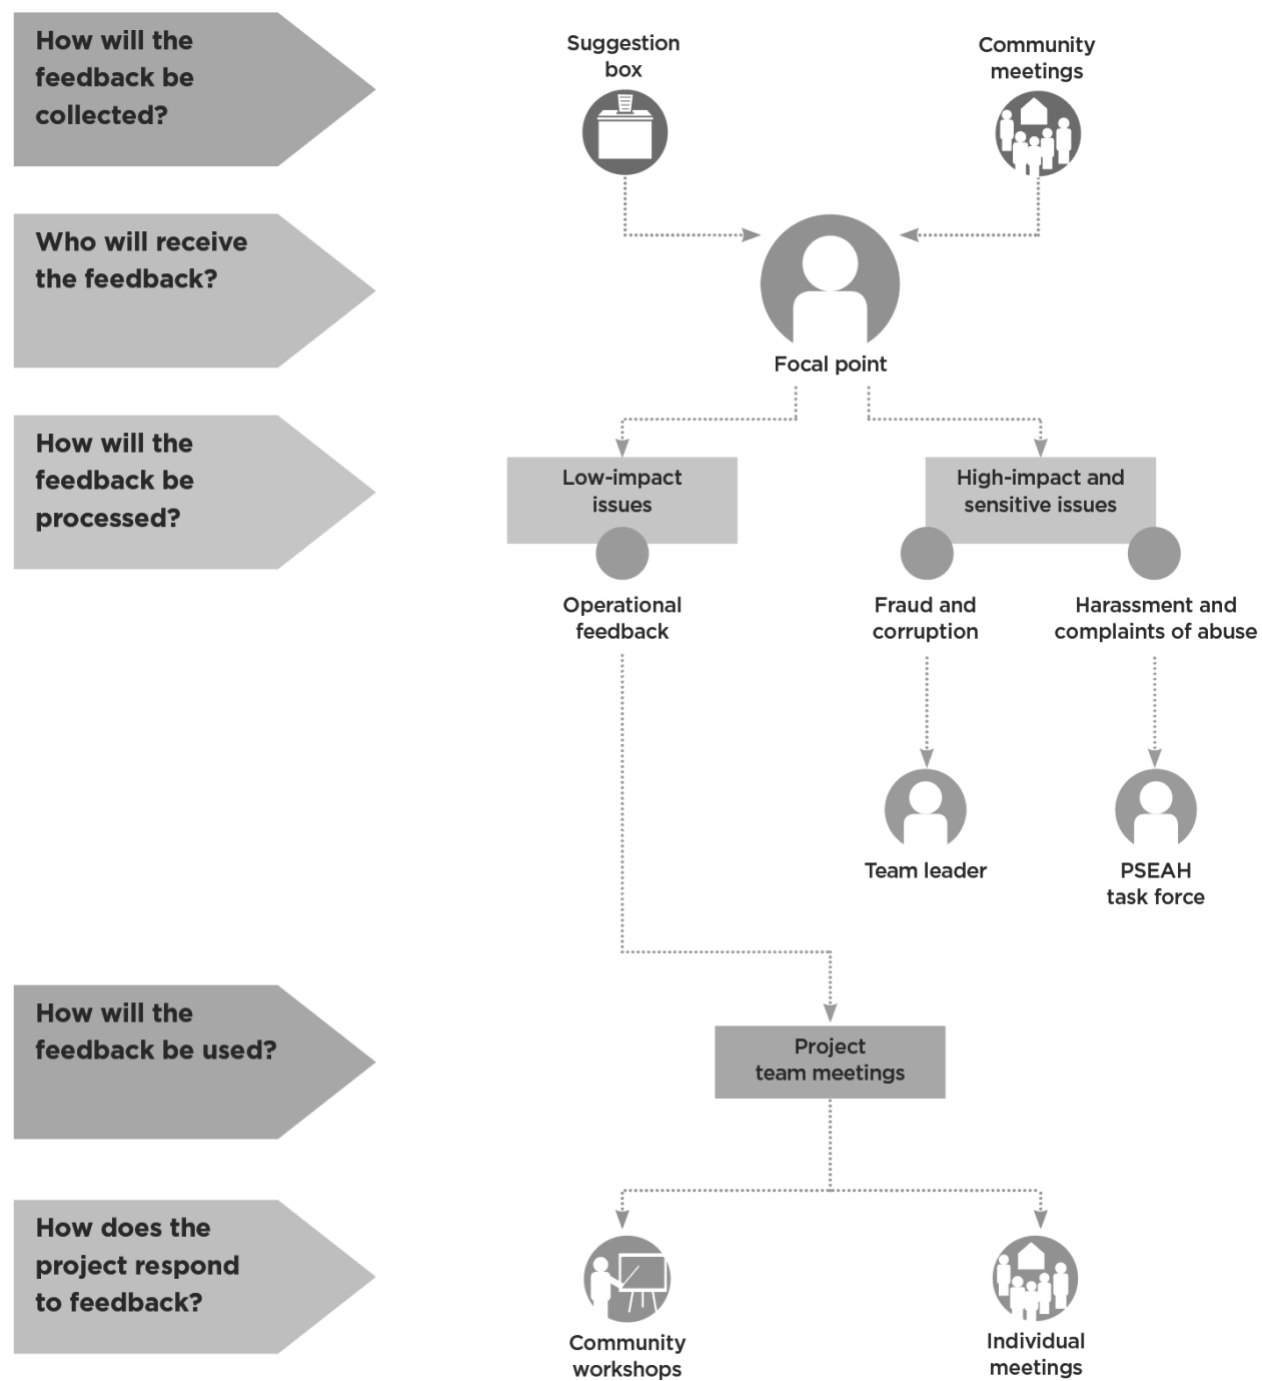 How will the
feedback be
collected?
Suggestion
box
Community
meetings
Who will receive
the feedback?
Focal point
How will the
feedback be
processed?
Low-impact
issues
High-impact and
sensitive issues
Operational
feedback
Fraud and
corruption
Harassment and
complaints of abuse
Team leader
PSEAH
task force
How will the
feedback be used?
Project
team meetings
How does the
project respond
to feedback?
Community
workshops
Individual
meetings